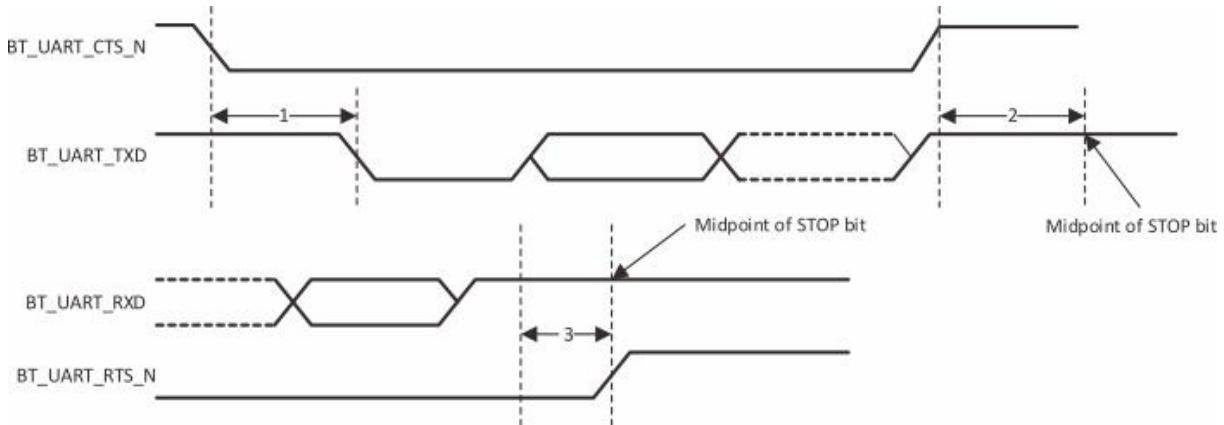 BT_UART_CTS_N
1
2
BT_UART_TXD
Midpoint of STOP bit
Midpoint of STOP bit
BT_UART_RXD
3
BT_UART_RTS_N